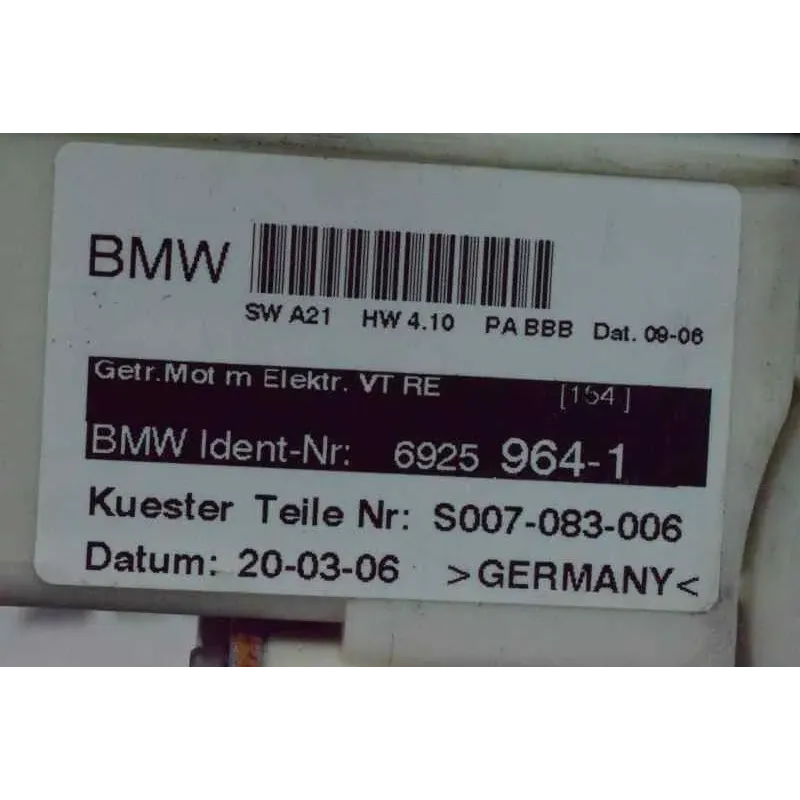 BMW
SW A21 HW 4.10 PA BBB Dat. 09-06
Getr.Mot m Elektr. VT RE [154]
BMW Ident-Nr: 6925 964-1
Kuester Teile Nr: S007-083-006
Datum: 20-03-06 >GERMANY<